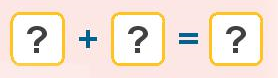 ? + ? = ?